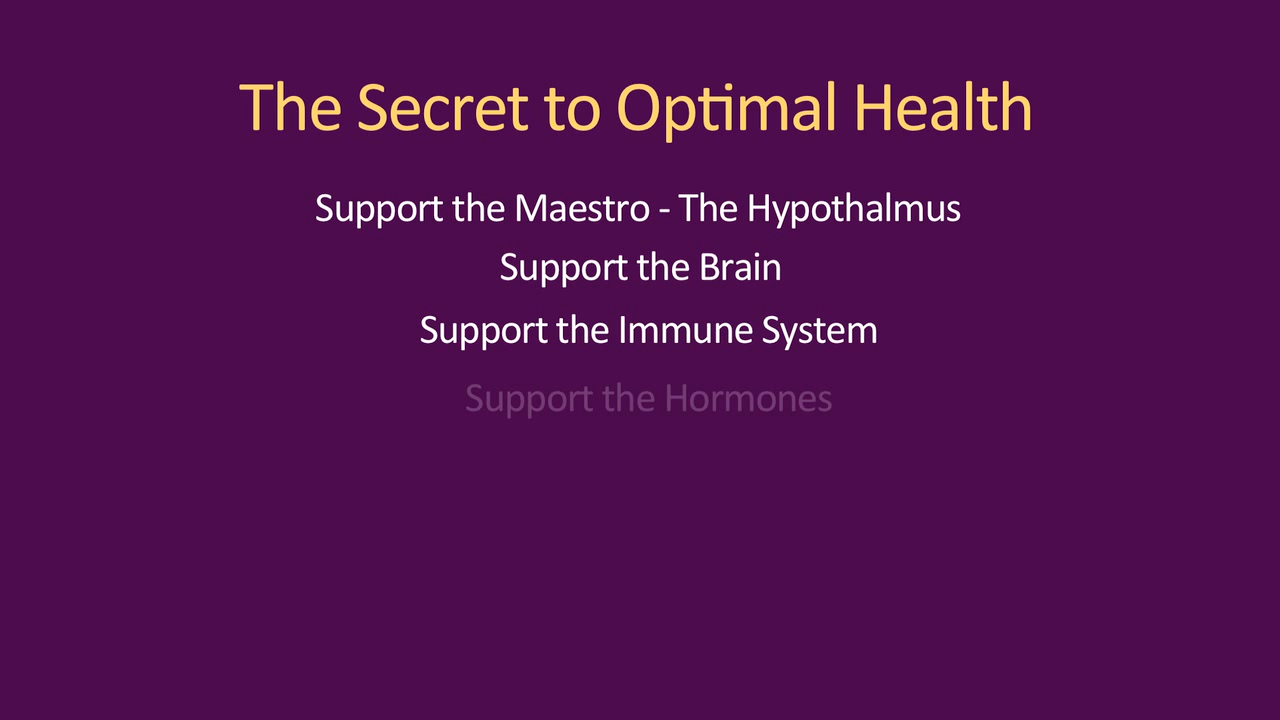 The Secret to Optimal Health
Support the Maestro - The Hypothalmus
Support the Brain
Support the Immune System
Support the Hormones